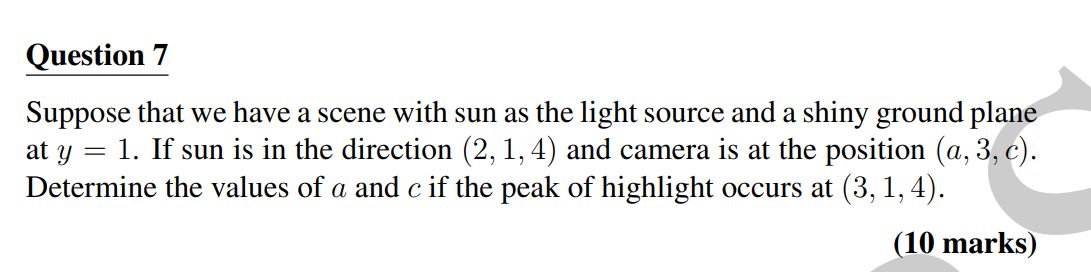 Question 7
Suppose that we have a scene with sun as the light source and a shiny ground plane
at y = 1. If sun is in the direction (2, 1, 4) and camera is at the position (a, 3, c).
Determine the values of a and c if the peak of highlight occurs at (3, 1, 4).
(10 marks)